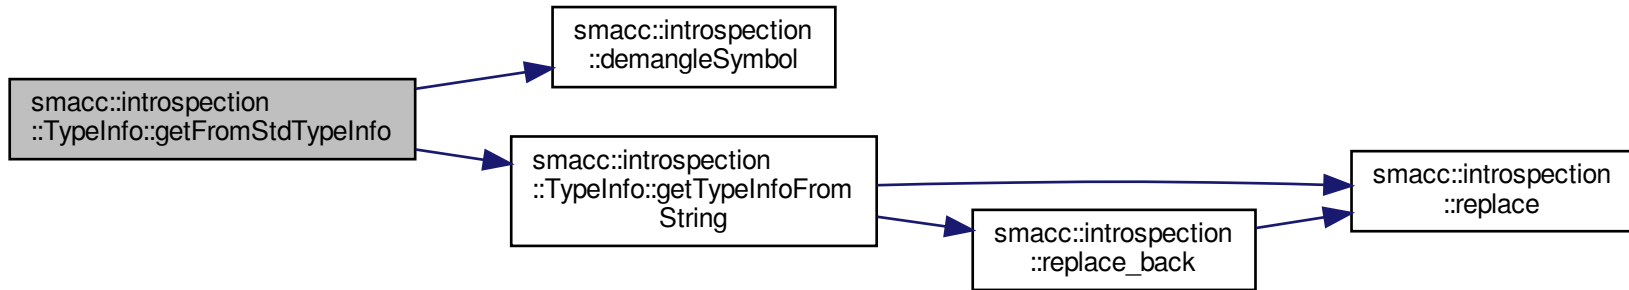 smacc::introspection
::demangleSymbol
smacc::introspection
::TypeInfo::getFromStdTypeInfo
smacc::introspection
::TypeInfo::getTypeInfoFrom
String
smacc::introspection
::replace
smacc::introspection
::replace_back